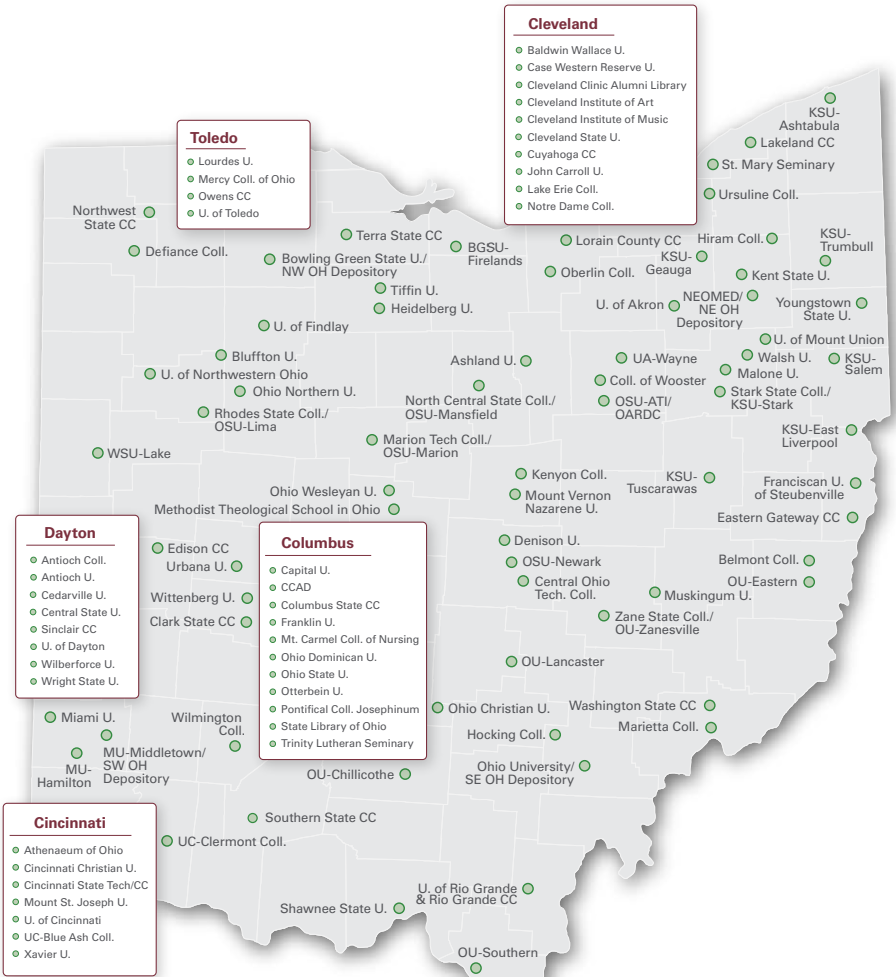 Cleveland
Baldwin Wallace U.
Case Western Reserve U.
Cleveland Clinic Alumni Library
Cleveland Institute of Art
Cleveland Institute of Music
Cleveland State U.
Cuyahoga CC
John Carroll U.
Lake Erie Coll.
Notre Dame Coll.
KSU-
Ashtabula
Lakeland CC
St. Mary Seminary
Ursuline Coll.
Toledo
Lourdes U.
Mercy Coll. of Ohio
Owens CC
U. of Toledo
Northwest
State CC
Defiance Coll.
Terra State CC
Bowling Green State U./
NW OH Depository
BGSU-
Firelands
Lorain County CC
Oberlin Coll.
Hiram Coll.
KSU-
Geauga
KSU-
Trumbull
Kent State U.
Tiffin U.
Heidelberg U.
U. of Akron
NEOMED/
NE OH
Depository
Youngstown
State U.
U. of Findlay
Bluffton U.
U. of Northwestern Ohio
Ohio Northern U.
Rhodes State Coll./
OSU-Lima
Ashland U.
North Central State Coll./
OSU-Mansfield
UA-Wayne
Coll. of Wooster
OSU-ATI/
OARDC
U. of Mount Union
Walsh U.
Malone U.
Stark State Coll./
KSU-Stark
KSU-
Salem
KSU-East
Liverpool
WSU-Lake
Marion Tech Coll./
OSU-Marion
Ohio Wesleyan U.
Methodist Theological School in Ohio
Kenyon Coll.
Mount Vernon
Nazarene U.
KSU-
Tuscarawas
Franciscan U.
of Steubenville
Eastern Gateway CC
Dayton
Antioch Coll.
Antioch U.
Cedarville U.
Central State U.
Sinclair CC
U. of Dayton
Wilberforce U.
Wright State U.
Edison CC
Urbana U.
Wittenberg U.
Clark State CC
Columbus
Capital U.
CCAD
Columbus State CC
Franklin U.
Mt. Carmel Coll. of Nursing
Ohio Dominican U.
Ohio State U.
Otterbein U.
Pontifical Coll. Josephinum
State Library of Ohio
Trinity Lutheran Seminary
Denison U.
OSU-Newark
Central Ohio
Tech. Coll.
Belmont Coll.
OU-Eastern
Muskingum U.
Zane State Coll./
OU-Zanesville
OU-Lancaster
Miami U.
MU-
Hamilton
MU-Middletown/
SW OH
Depository
Wilmington
Coll.
Ohio Christian U.
Hocking Coll.
Washington State CC
Marietta Coll.
Ohio University/
SE OH Depository
OU-Chillicothe
Cincinnati
Athenaeum of Ohio
Cincinnati Christian U.
Cincinnati State Tech/CC
Mount St. Joseph U.
U. of Cincinnati
UC-Blue Ash Coll.
Xavier U.
Southern State CC
UC-Clermont Coll.
U. of Rio Grande
& Rio Grande CC
Shawnee State U.
OU-Southern